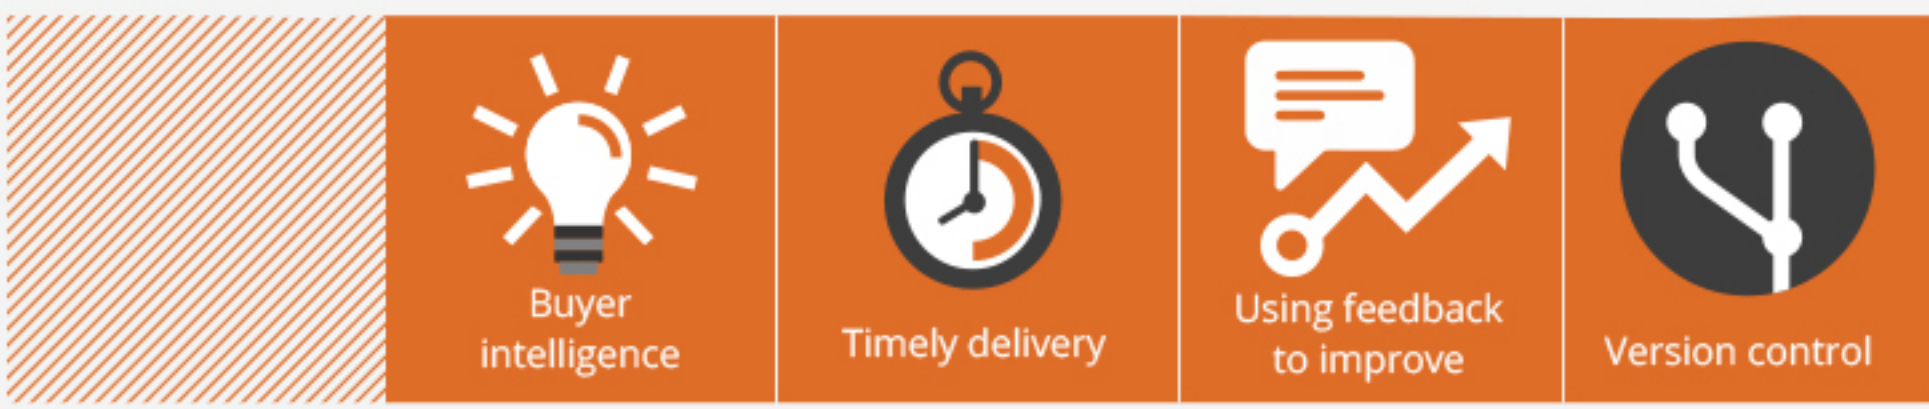 Buyer
intelligence
Timely delivery
Using feedback
to improve
Version control